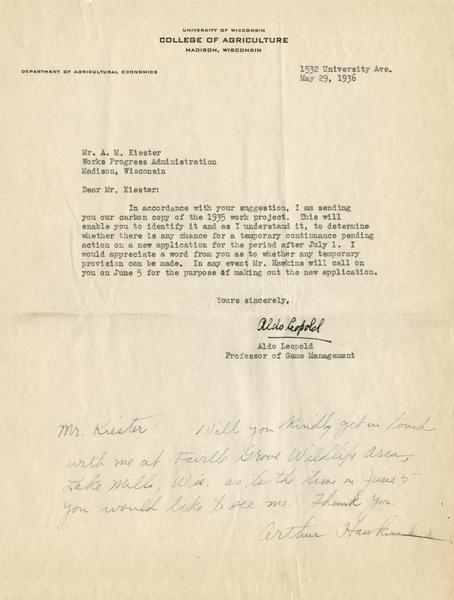 UNIVERSITY OF WISCONSIN
COLLEGE OF AGRICULTURE
MADISON, WISCONSIN
DEPARTMENT OF AGRICULTURAL ECONOMICS
1532 University Ave.
May 29, 1936
Mr. A. M. Kiester
Works Progress Administration
Madison, Wisconsin
Dear Mr. Kiester:
In accordance with your suggestion, I am sending
you our carbon copy of the 1935 work project. This will
enable you to identify it and as I understand it, to determine
whether there is any chance for a temporary continuance pending
action on a new application for the period after July 1. I
would appreciate a word from you as to whether any temporary
provision can be made. In any event Mr. Hawkins will call on
you on June 5 for the purpose of making out the new application.
Yours sincerely,
Aldo Leopold
Aldo Leopold
Professor of Game Management
Mr. Kiester: Will you kindly get in touch
with me at Faville Grove Wildlife Area,
Lake Mills, Wis. as to the time on June 5
you would like to see me. Thank you.
Arthur Hawkins